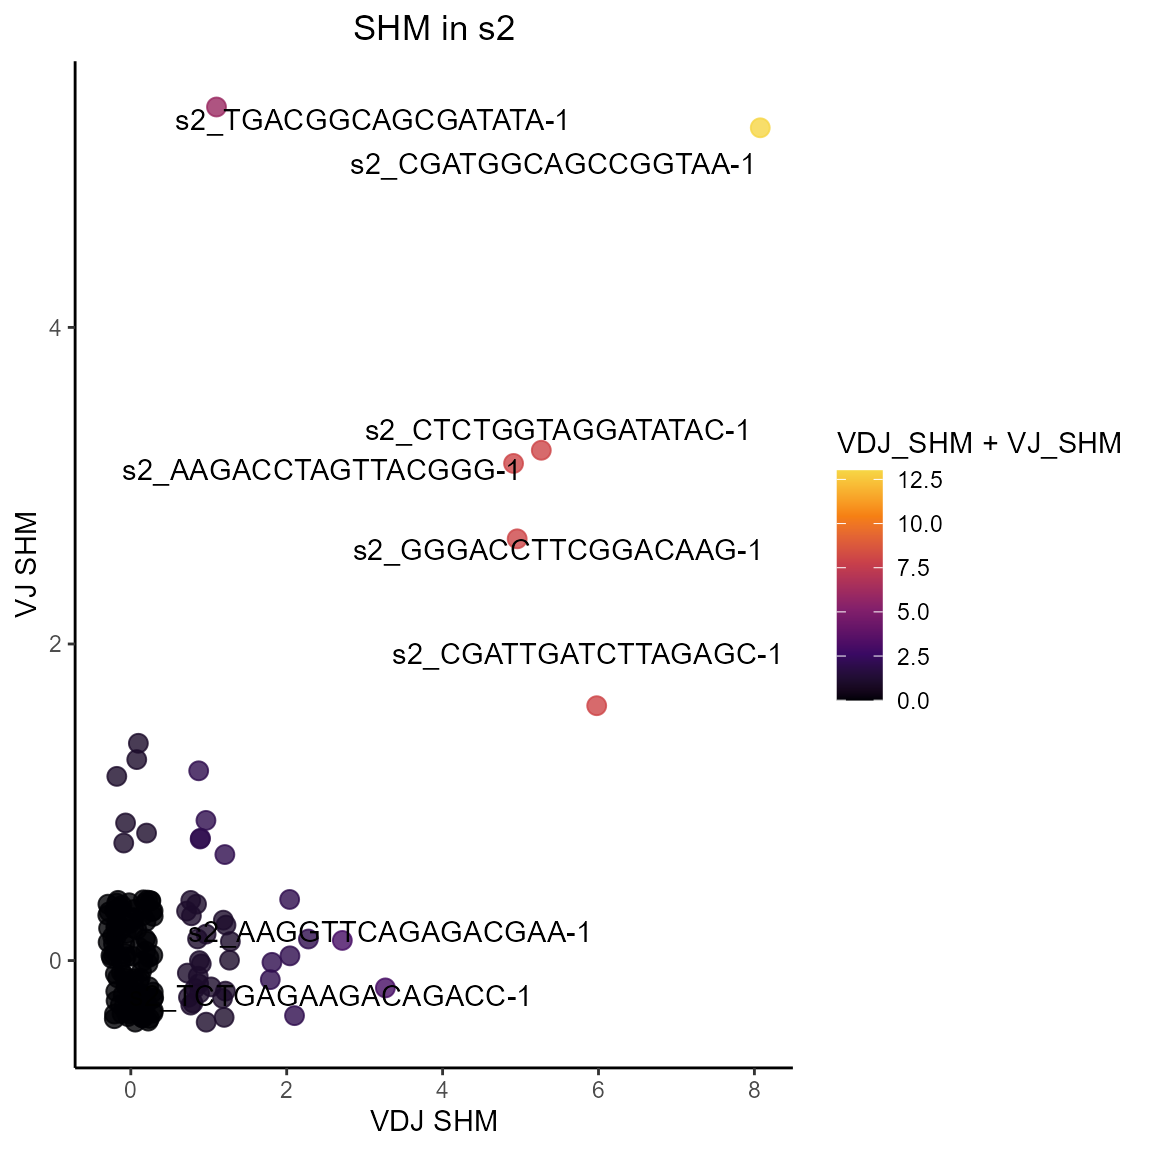 SHM in s2
s2_TGACGGCAGCGATATA-1
s2_CGATGGCAGCCGGTAA-1
4
s2_CTCTGGTAGGATATAC-1
s2_AAGACCTAGTTACGGG-1
s2_GGGACCTTCGGACAAG-1
2
s2_CGATTGATCTTAGAGC-1
s2_AAGGTTCAGAGACGAA-1
0
_TCTGAGAAGACAGACC-1
0 2 4 6 8
VDJ SHM
VJ SHM
VDJ_SHM + VJ_SHM
12.5
10.0
7.5
5.0
2.5
0.0